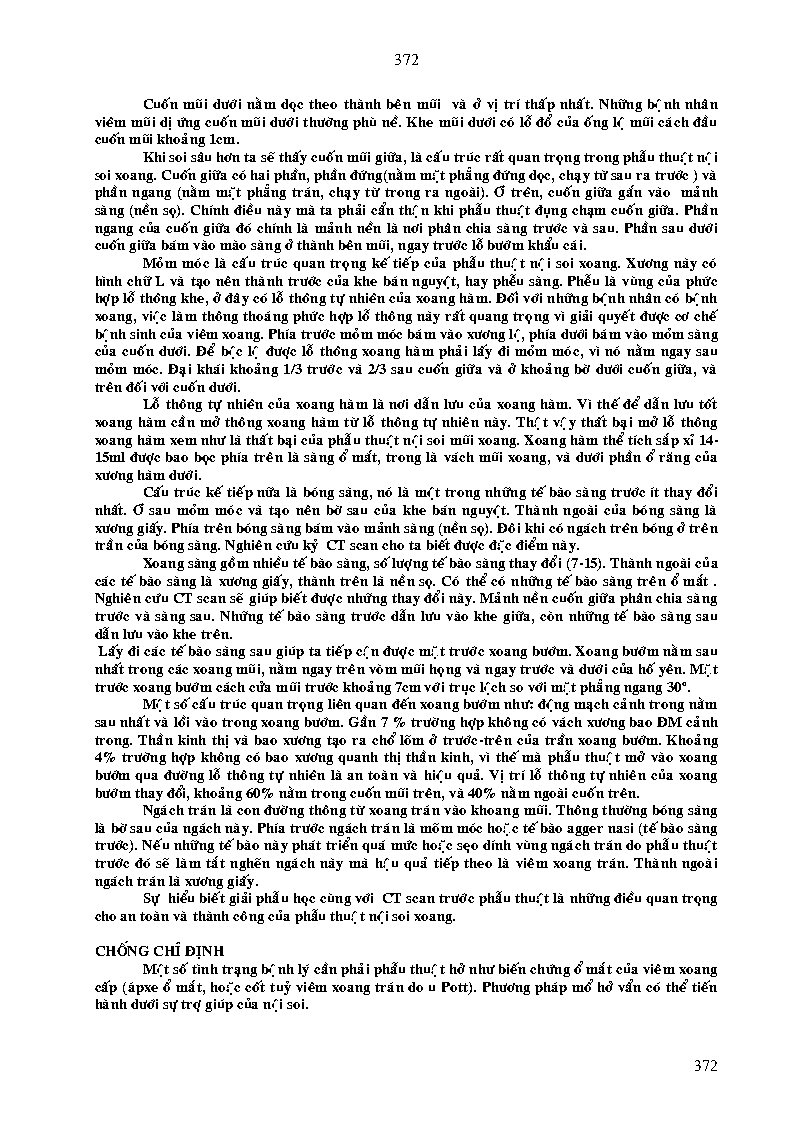 372
Cuốn mũi dưới nằm dọc theo thành bên mũi và ở vị trí thấp nhất. Những bệnh nhân
viêm mũi dị ứng cuốn mũi dưới thường phù nề. Khe mũi dưới có lỗ đổ của ống lệ mũi cách đầu
cuốn mũi khoảng 1cm.
Khi soi sâu hơn ta sẽ thấy cuốn mũi giữa, là cấu trúc rất quan trọng trong phẫu thuật nội
soi xoang. Cuốn giữa có hai phần, phần đứng(nằm mặt phẳng đứng dọc, chạy từ sau ra trước ) và
phần ngang (nằm mặt phẳng trán, chạy từ trong ra ngoài). Ở trên, cuốn giữa gắn vào mảnh
sàng (nền sọ). Chính điều này mà ta phải cẩn thận khi phẫu thuật đụng chạm cuốn giữa. Phần
ngang của cuốn giữa đó chính là mảnh nền là nơi phân chia sàng trước và sau. Phần sau dưới
cuốn giữa bám vào mào sàng ở thành bên mũi, ngay trước lỗ bướm khẩu cái.
Mỏm móc là cấu trúc quan trọng kế tiếp của phẫu thuật nội soi xoang. Xương này có
hình chữ L và tạo nên thành trước của khe bán nguyệt, hay phễu sàng. Phễu là vùng của phức
hợp lỗ thông khe, ở đây có lỗ thông tự nhiên của xoang hàm. Đối với những bệnh nhân có bệnh
xoang, việc làm thông thoáng phức hợp lỗ thông này rất quang trọng vì giải quyết được cơ chế
bệnh sinh của viêm xoang. Phía trước mỏm móc bám vào xương lệ, phía dưới bám vào mỏm sàng
của cuốn dưới. Để bộc lộ được lỗ thông xoang hàm phải lấy đi mỏm móc, vì nó nằm ngay sau
mỏm móc. Đại khái khoảng 1/3 trước và 2/3 sau cuốn giữa và ở khoảng bờ dưới cuốn giữa, và
trên đối với cuốn dưới.
Lỗ thông tự nhiên của xoang hàm là nơi dẫn lưu của xoang hàm. Vì thế để dẫn lưu tốt
xoang hàm cần mở thông xoang hàm từ lỗ thông tự nhiên này. Thật vậy thất bại mở lỗ thông
xoang hàm xem như là thất bại của phẫu thuật nội soi mũi xoang. Xoang hàm thể tích sắp xỉ 14-
15ml được bao bọc phía trên là sàng ổ mắt, trong là vách mũi xoang, và dưới phần ổ răng của
xương hàm dưới.
Cấu trúc kế tiếp nữa là bóng sàng, nó là một trong những tế bào sàng trước ít thay đổi
nhất. Ở sau mỏm móc và tạo nên bờ sau của khe bán nguyệt. Thành ngoài của bóng sàng là
xương giấy. Phía trên bóng sàng bám vào mảnh sàng (nền sọ). Đôi khi có ngách trên bóng ở trên
trần của bóng sàng. Nghiên cứu kỷ CT scan cho ta biết được đặc điểm này.
Xoang sàng gồm nhiều tế bào sàng, số lượng tế bào sàng thay đổi (7-15). Thành ngoài của
các tế bào sàng là xương giấy, thành trên là nền sọ. Có thể có những tế bào sàng trên ổ mắt .
Nghiên cưu CT scan sẽ giúp biết được những thay đổi này. Mảnh nền cuốn giữa phân chia sàng
trước và sàng sau. Những tế bào sàng trước dẫn lưu vào khe giữa, còn những tế bào sàng sau
dẫn lưu vào khe trên.
Lấy đi các tế bào sàng sau giúp ta tiếp cận được mặt trước xoang bướm. Xoang bướm nằm sau
nhất trong các xoang mũi, nằm ngay trên vòm mũi họng và ngay trước và dưới của hố yên. Mặt
trước xoang bướm cách cửa mũi trước khoảng 7cm với trục lệch so với mặt phẳng ngang 30°.
Một số cấu trúc quan trọng liên quan đến xoang bướm như: động mạch cảnh trong nằm
sau nhất và lồi vào trong xoang bướm. Gần 7 % trường hợp không có vách xương bao ĐM cảnh
trong. Thần kinh thị và bao xương tạo ra chổ lõm ở trước-trên của trần xoang bướm. Khoảng
4% trường hợp không có bao xương quanh thị thần kinh, vì thế mà phẫu thuật mở vào xoang
bướm qua đường lỗ thông tự nhiên là an toàn và hiệu quả. Vị trí lỗ thông tự nhiên của xoang
bướm thay đổi, khoảng 60% nằm trong cuốn mũi trên, và 40% nằm ngoài cuốn trên.
Ngách trán là con đường thông từ xoang trán vào khoang mũi. Thông thường bóng sàng
là bờ sau của ngách này. Phía trước ngách trán là mõm móc hoặc tế bào agger nasi (tế bào sàng
trước). Nếu những tế bào này phát triển quá mức hoặc sẹo dính vùng ngách trán do phẫu thuật
trước đó sẽ làm tắt nghẽn ngách này mà hậu quả tiếp theo là viêm xoang trán. Thành ngoài
ngách trán là xương giấy.
Sự hiểu biết giải phẫu học cùng với CT scan trước phẫu thuật là những điều quan trọng
cho an toàn và thành công của phẫu thuật nội soi xoang.
CHỐNG CHỈ ĐỊNH
Một số tình trạng bệnh lý cần phải phẫu thuật hở như biến chứng ổ mắt của viêm xoang
cấp (ápxe ổ mắt, hoặc cốt tuỷ viêm xoang trán do u Pott). Phương pháp mổ hở vẫn có thể tiến
hành dưới sự trợ giúp của nội soi.
372